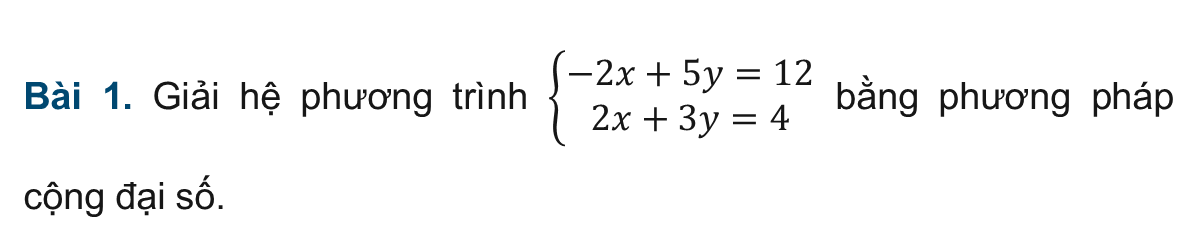 Bài 1. Giải hệ phương trình {−2x + 5y = 12
2x + 3y = 4 bằng phương pháp
cộng đại số.